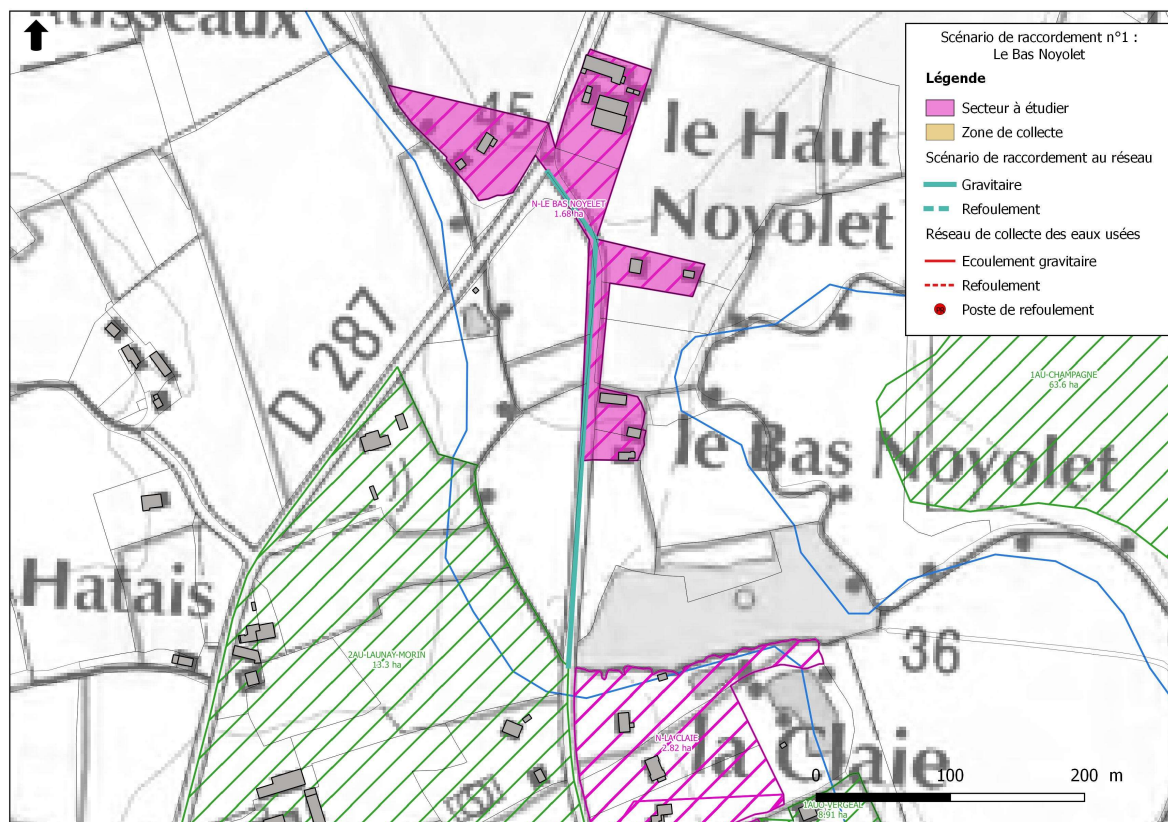 Scénario de raccordement n°1 :
Le Bas Noyolet
Légende
Secteur à étudier
Zone de collecte
Scénario de raccordement au réseau
Gravitaire
Refoulement
Réseau de collecte des eaux usées
Ecoulement gravitaire
Refoulement
Poste de refoulement
45
le Haut
Noyolet
N-LE BAS NOYELET
1.68 ha
D 287
1AU-CHAMPAGNE
63.6 ha
le Bas Noyolet
Hatais
2AU-LAUNAY-MORIN
13.3 ha
36
N-LA CLAIE
2.82 ha
la Claie
0 100 200 m
1AUO-VERGEAL
8.91 ha